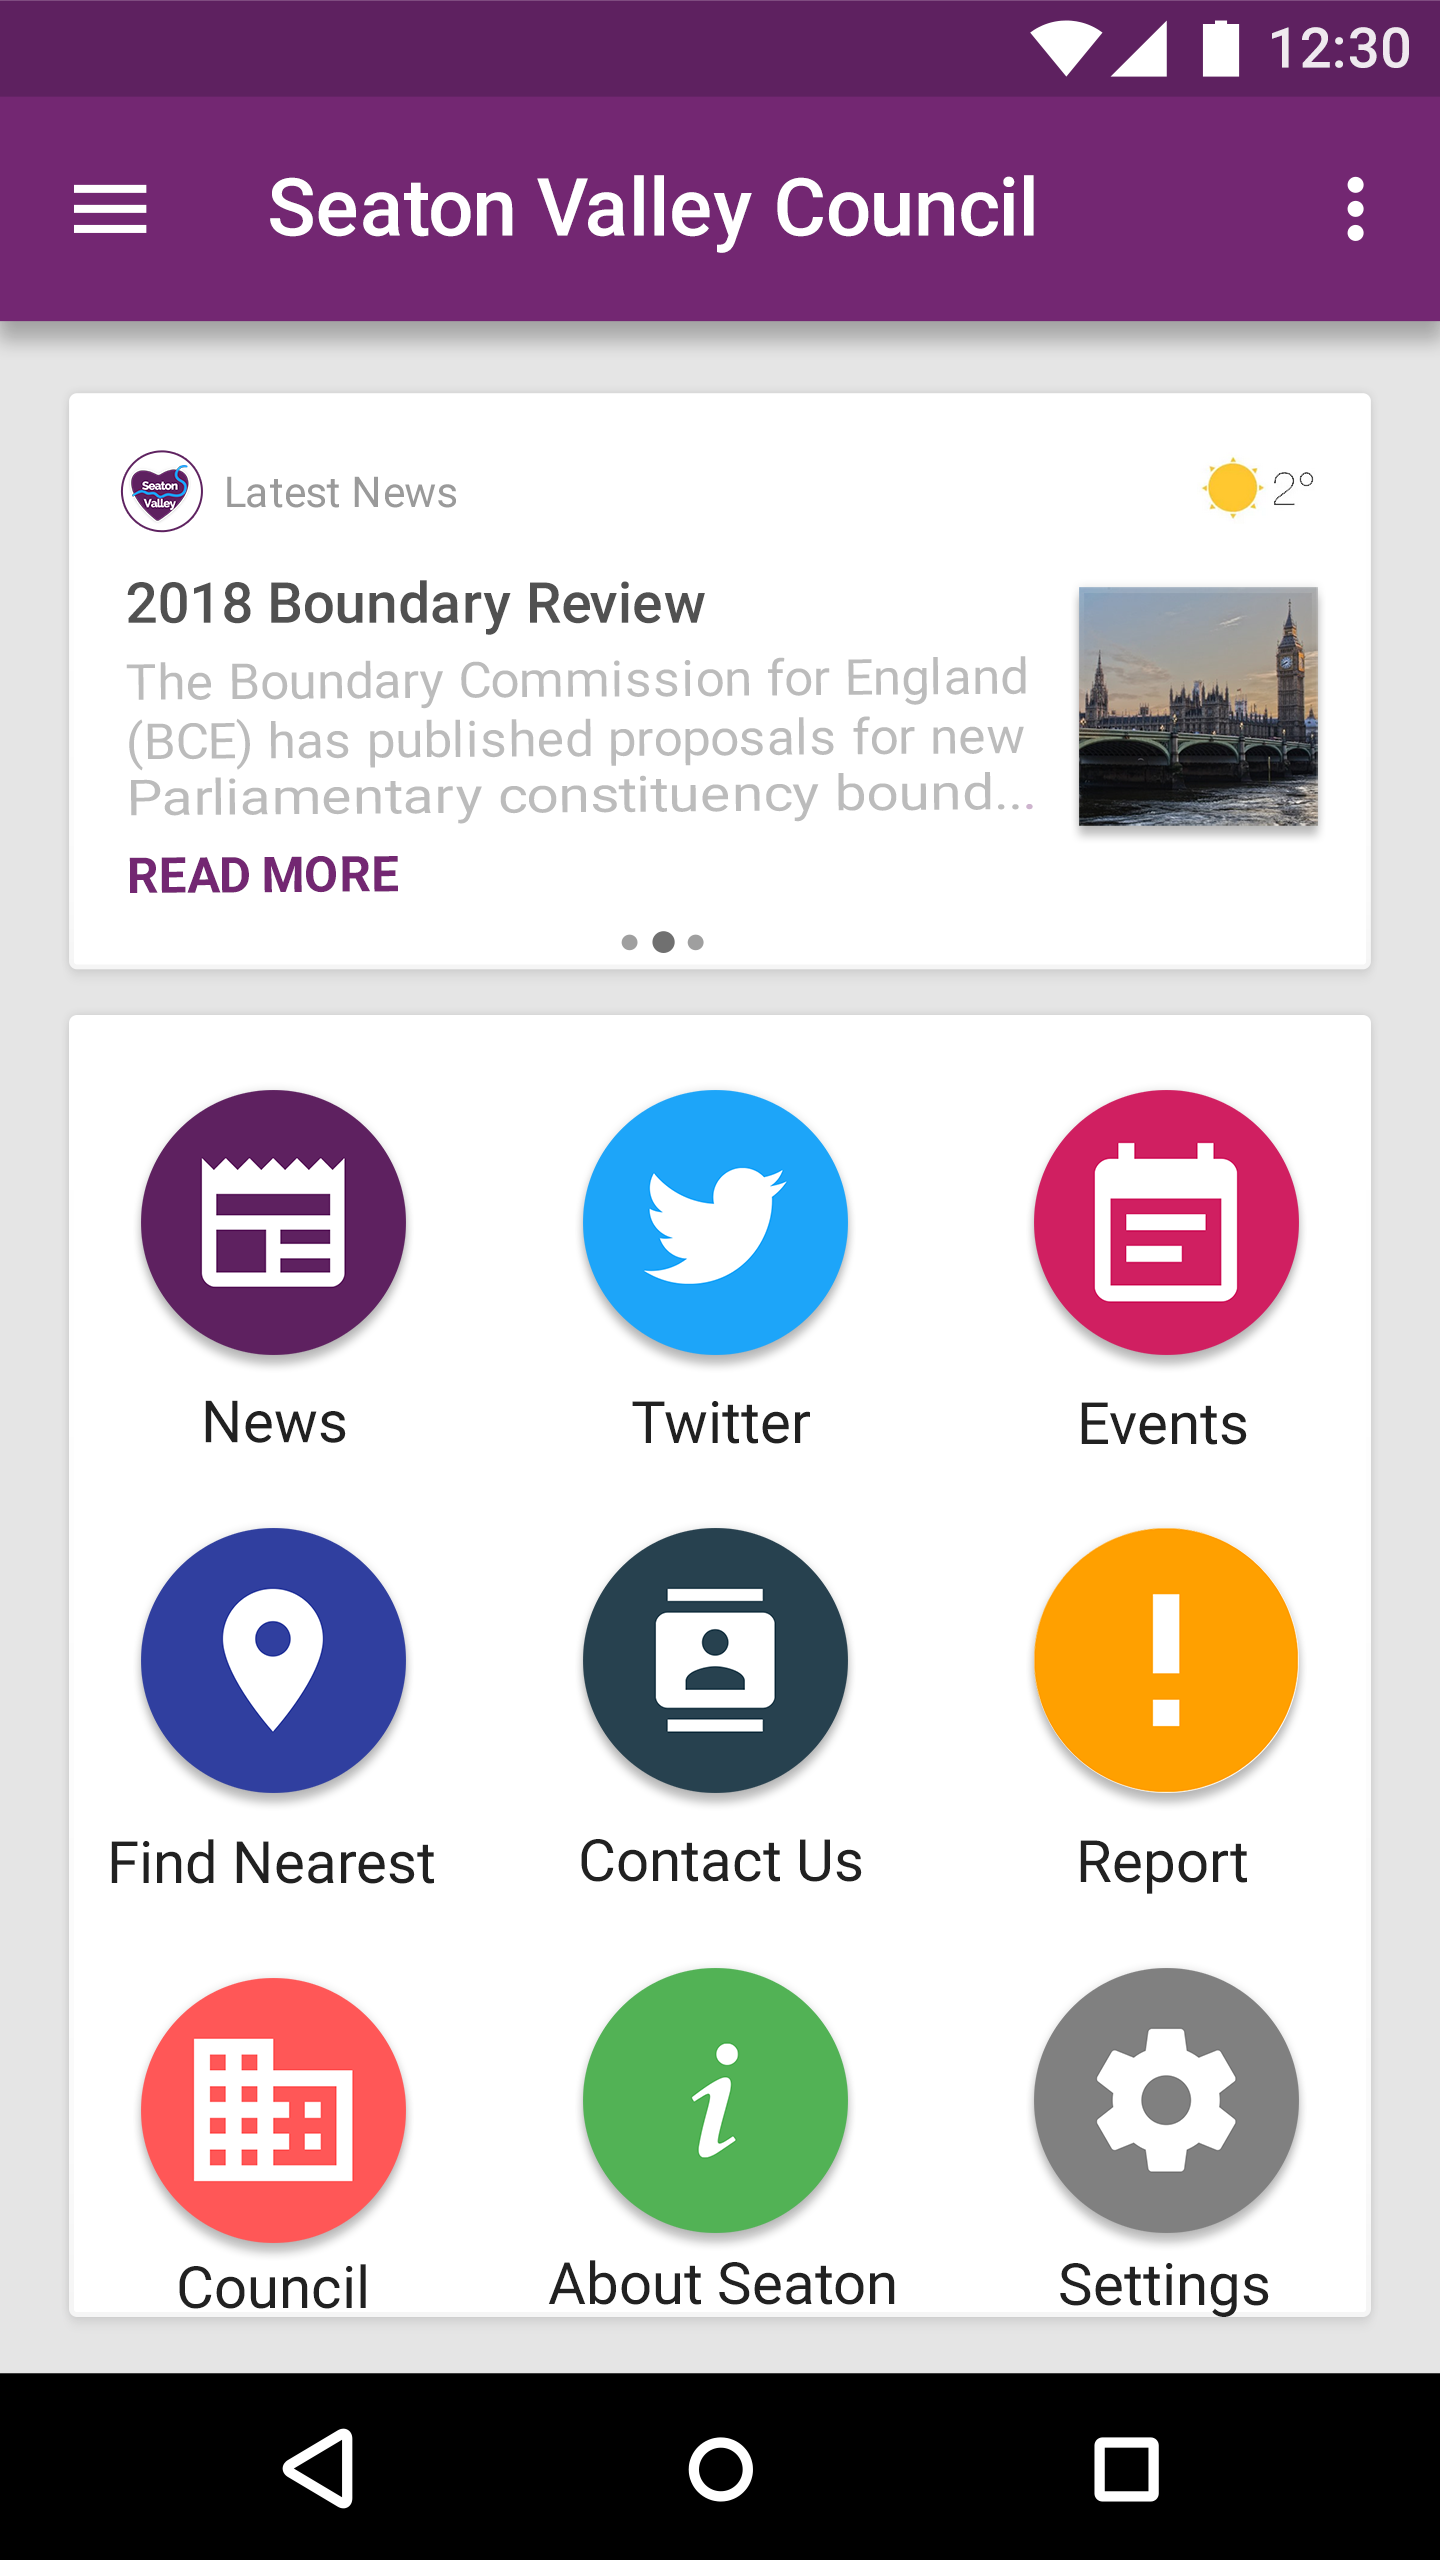 12:30
Seaton Valley Council
Seaton
Valley
Latest News
2°
2018 Boundary Review
The Boundary Commission for England
(BCE) has published proposals for new
Parliamentary constituency bound...
READ MORE
News
Twitter
Events
Find Nearest
Contact Us
Report
Council
About Seaton
Settings